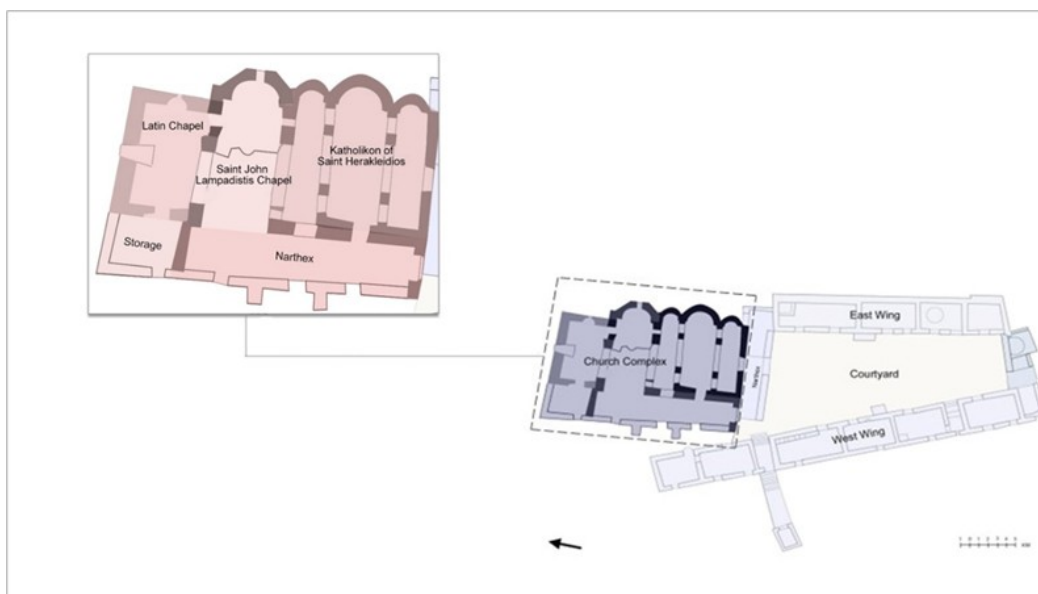 Latin Chapel
Saint John
Lampadistis Chapel
Katholikon of
Saint Herakleidios
Storage
Narthex
East Wing
Church Complex
Narthex
Courtyard
West Wing